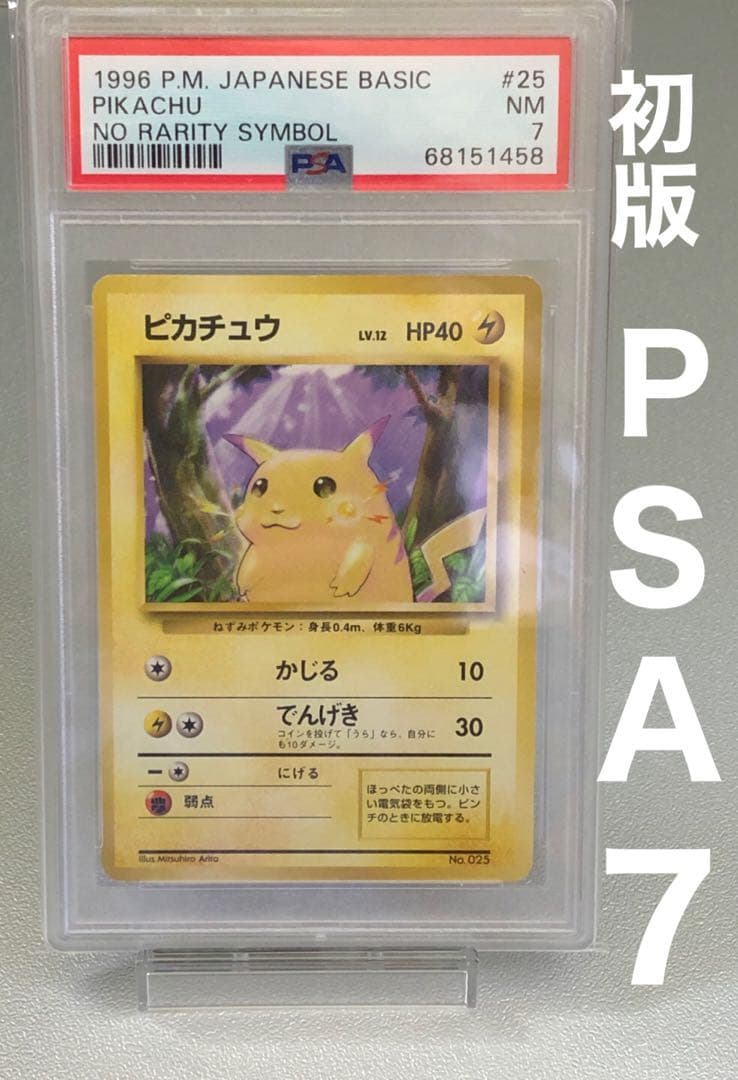 1996 P.M. JAPANESE BASIC #25
PIKACHU NM
NO RARITY SYMBOL 7
PSA 68151458
初版 PSA7
ピカチュウ LV.12 HP40
ねずみポケモン：身長0.4m、体重6Kg
かじる 10
でんげき 30
コインを投げて「うら」なら、自分に
も10ダメージ。
にげる
弱点
ほっぺたの両側に小さ
い電気袋をもつ。ピン
チのときに放電する。
Illus. Mitsuhiro Arita No. 025